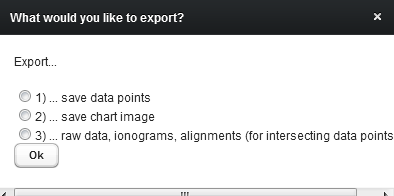 What would you like to export?
Export...
1) ... save data points
2) ... save chart image
3) ... raw data, ionograms, alignments (for intersecting data points
Ok